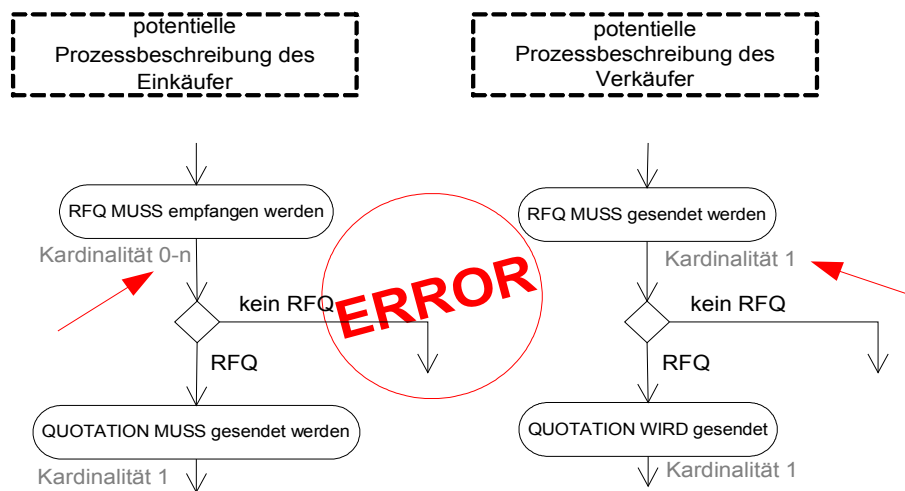 potentielle
Prozessbeschreibung des
Einkäufer
potentielle
Prozessbeschreibung des
Verkäufer
RFQ MUSS empfangen werden
Kardinalität 0-n
kein RFQ
RFQ
QUOTATION MUSS gesendet werden
Kardinalität 1
ERROR
RFQ MUSS gesendet werden
Kardinalität 1
kein RFQ
RFQ
QUOTATION WIRD gesendet
Kardinalität 1